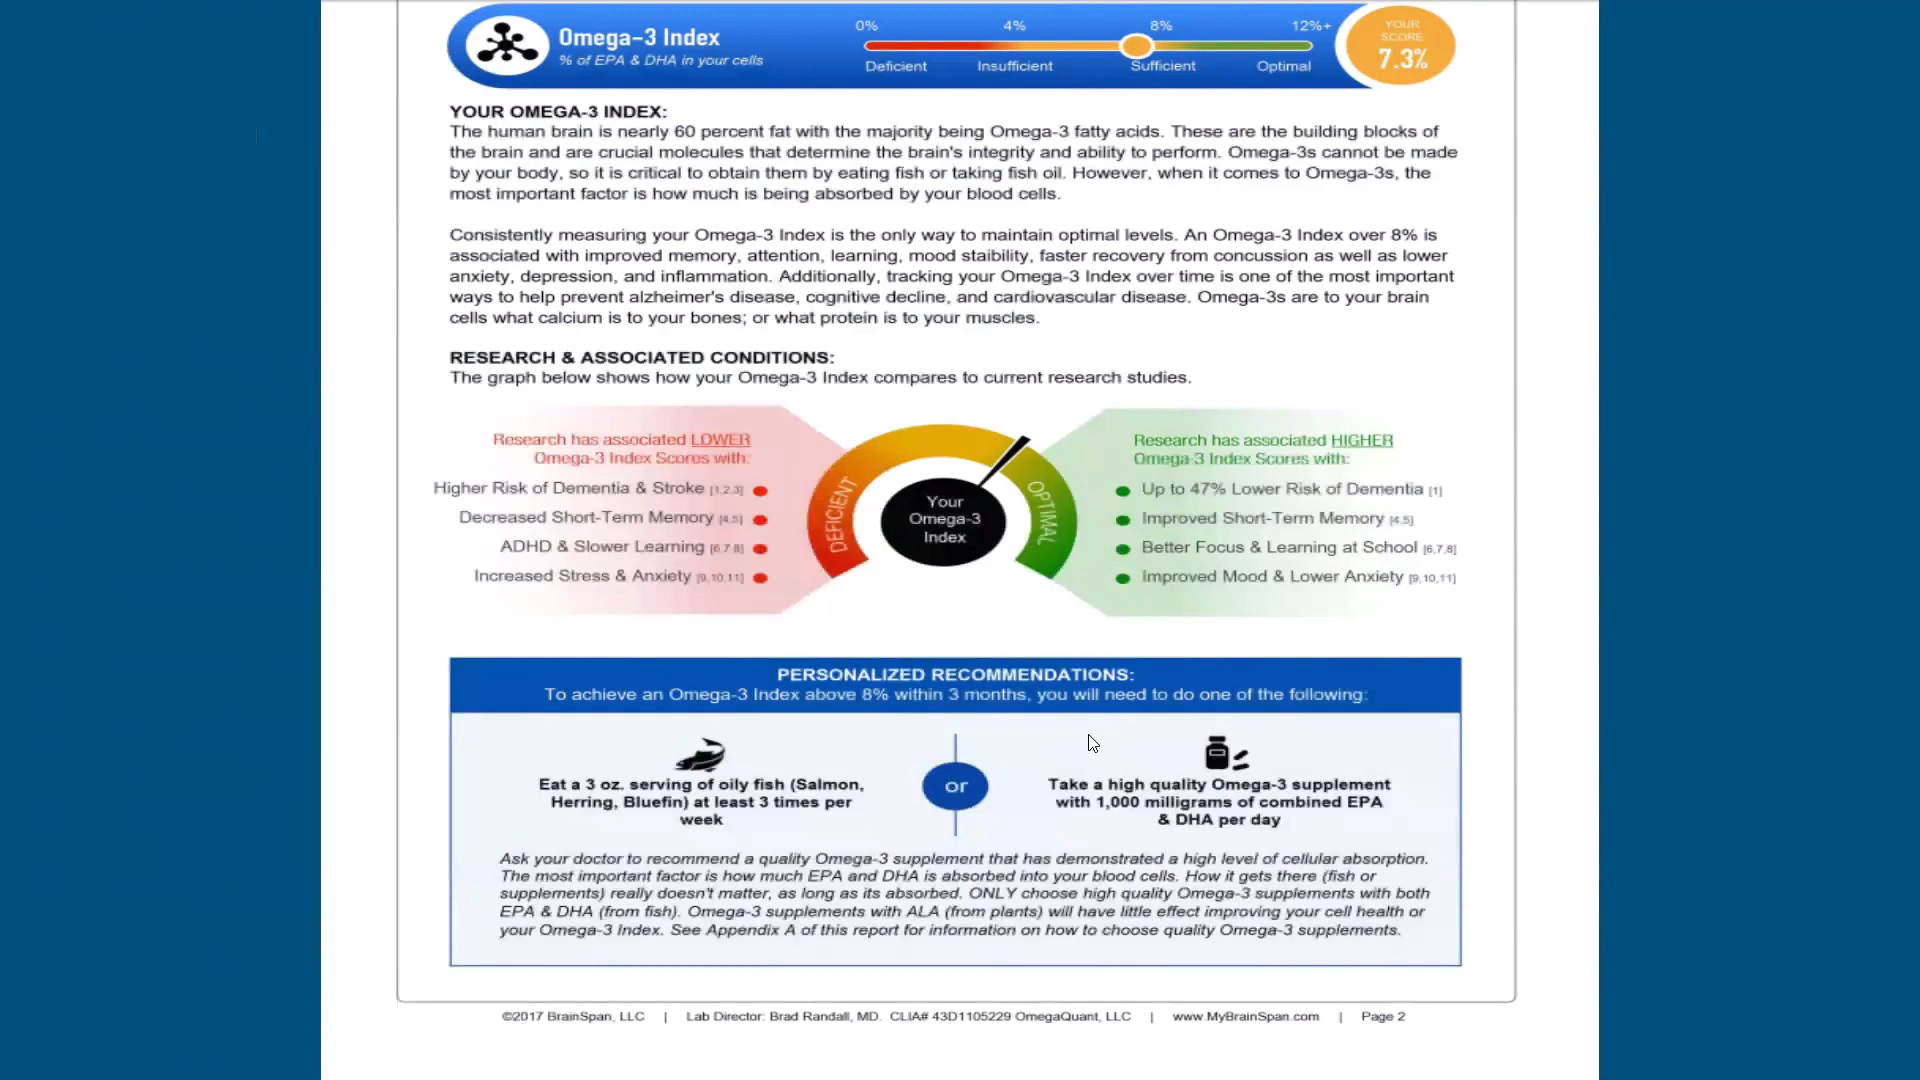 Omega-3 Index
% of EPA & DHA in your cells
0% 4% 8% 12%+
Deficient Insufficient Sufficient Optimal
YOUR
SCORE
7.3%
YOUR OMEGA-3 INDEX:
The human brain is nearly 60 percent fat with the majority being Omega-3 fatty acids. These are the building blocks of
the brain and are crucial molecules that determine the brain's integrity and ability to perform. Omega-3s cannot be made
by your body, so it is critical to obtain them by eating fish or taking fish oil. However, when it comes to Omega-3s, the
most important factor is how much is being absorbed by your blood cells.
Consistently measuring your Omega-3 Index is the only way to maintain optimal levels. An Omega-3 Index over 8% is
associated with improved memory, attention, learning, mood staibility, faster recovery from concussion as well as lower
anxiety, depression, and inflammation. Additionally, tracking your Omega-3 Index over time is one of the most important
ways to help prevent alzheimer's disease, cognitive decline, and cardiovascular disease. Omega-3s are to your brain
cells what calcium is to your bones; or what protein is to your muscles.
RESEARCH & ASSOCIATED CONDITIONS:
The graph below shows how your Omega-3 Index compares to current research studies.
Research has associated LOWER
Omega-3 Index Scores with:
Higher Risk of Dementia & Stroke [1,2,3]
Decreased Short-Term Memory [4,5]
ADHD & Slower Learning [6,7,8]
Increased Stress & Anxiety [9,10,11]
DEFICIENT
Your
Omega-3
Index
OPTIMAL
Research has associated HIGHER
Omega-3 Index Scores with:
Up to 47% Lower Risk of Dementia [1]
Improved Short-Term Memory [4,5]
Better Focus & Learning at School [6,7,8]
Improved Mood & Lower Anxiety [9,10,11]
PERSONALIZED RECOMMENDATIONS:
To achieve an Omega-3 Index above 8% within 3 months, you will need to do one of the following:
Eat a 3 oz. serving of oily fish (Salmon,
Herring, Bluefin) at least 3 times per
week
or
Take a high quality Omega-3 supplement
with 1,000 milligrams of combined EPA
& DHA per day
Ask your doctor to recommend a quality Omega-3 supplement that has demonstrated a high level of cellular absorption.
The most important factor is how much EPA and DHA is absorbed into your blood cells. How it gets there (fish or
supplements) really doesn't matter, as long as its absorbed. ONLY choose high quality Omega-3 supplements with both
EPA & DHA (from fish). Omega-3 supplements with ALA (from plants) will have little effect improving your cell health or
your Omega-3 Index. See Appendix A of this report for information on how to choose quality Omega-3 supplements.
©2017 BrainSpan, LLC | Lab Director: Brad Randall, MD. CLIA# 43D1105229 OmegaQuant, LLC | www.MyBrainSpan.com | Page 2